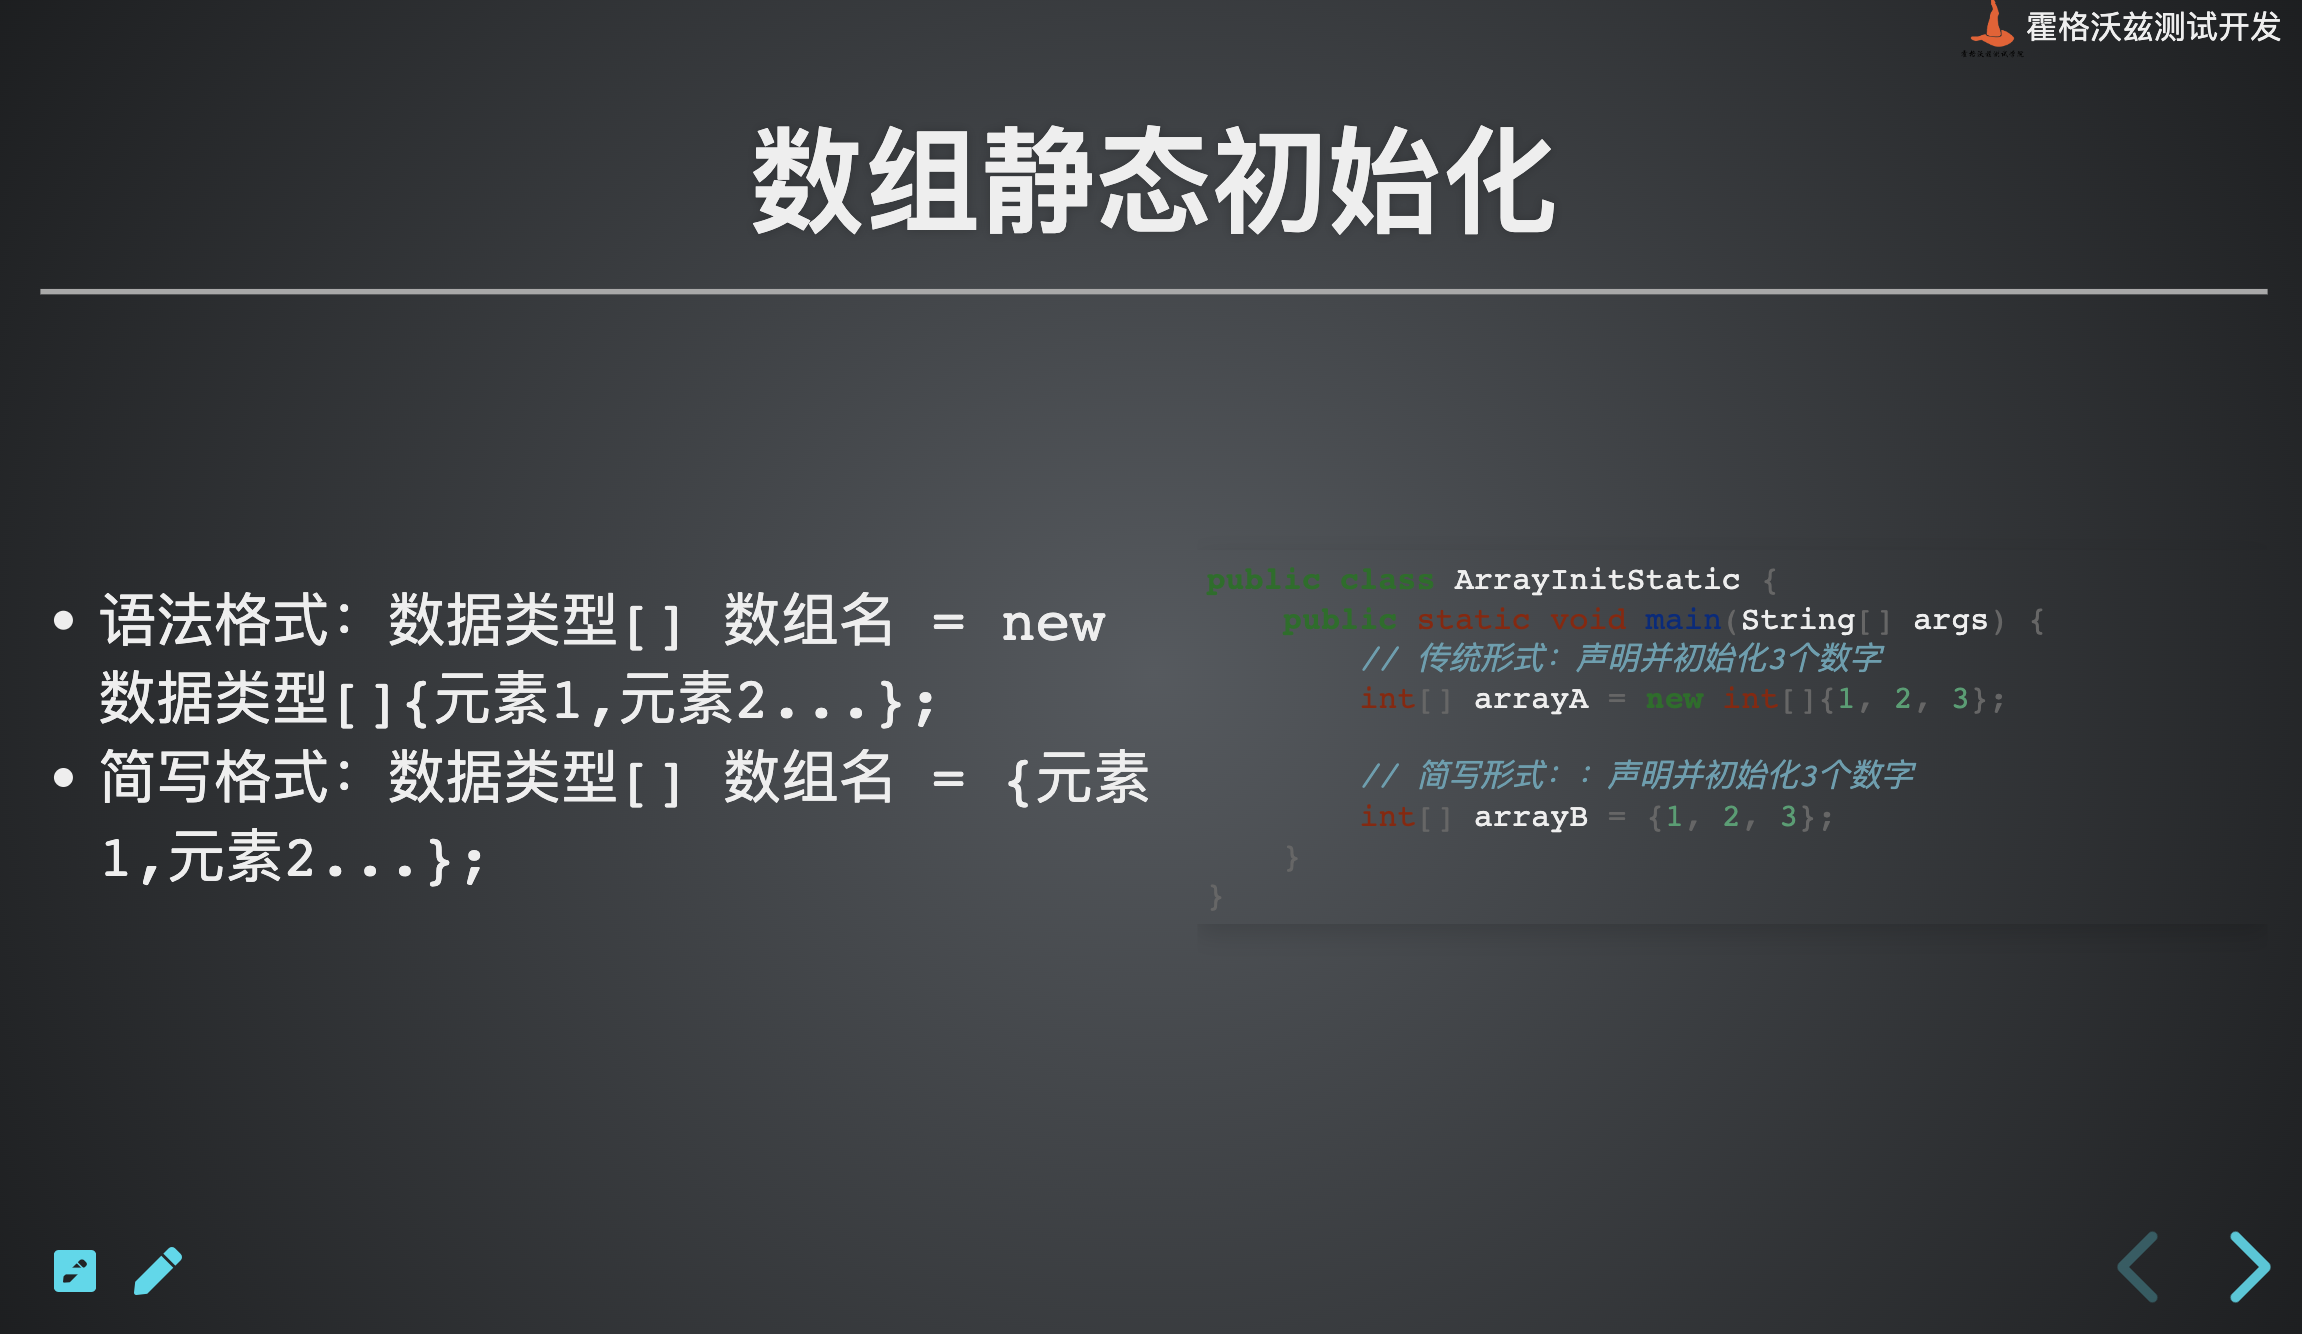 霍格沃兹测试开发
数组静态初始化
• 语法格式：数据类型[] 数组名 = new
数据类型[]{元素1,元素2...};
• 简写格式：数据类型[] 数组名 = {元素
1,元素2...};
public class ArrayInitStatic {
    public static void main(String[] args) {
        // 传统形式：声明并初始化3个数字
        int[] arrayA = new int[]{1, 2, 3};
        // 简写形式：：声明并初始化3个数字
        int[] arrayB = {1, 2, 3};
    }
}